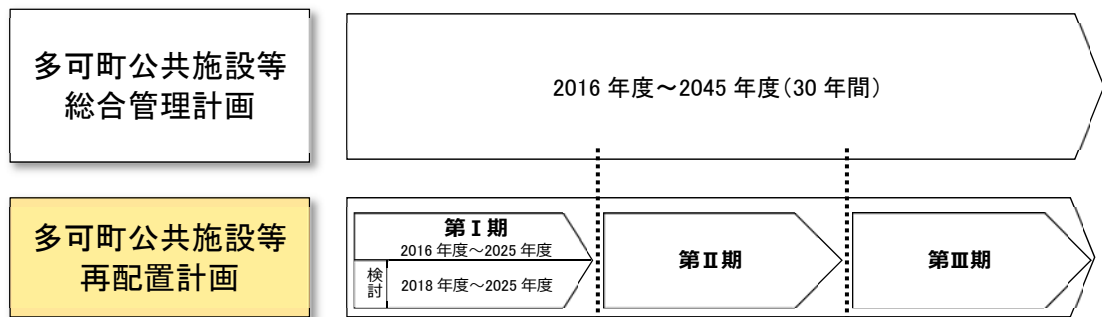 多可町公共施設等
総合管理計画
2016 年度～2045 年度(30 年間)
多可町公共施設等
再配置計画
第Ⅰ期
2016 年度～2025 年度
検討
2018 年度～2025 年度
第Ⅱ期
第Ⅲ期